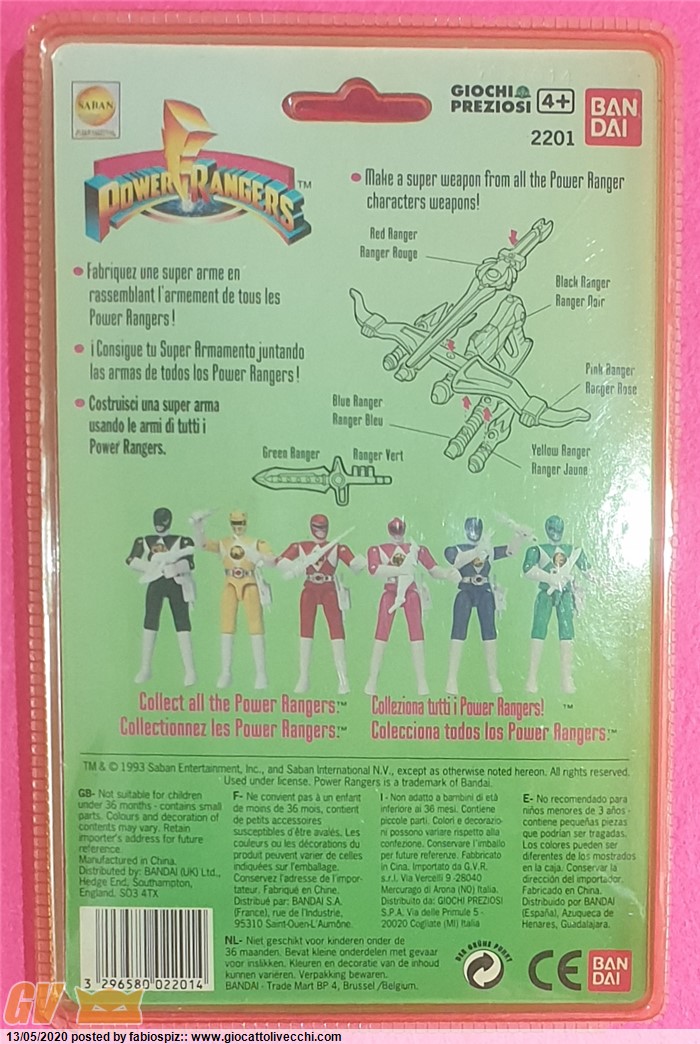 SABAN
GIOCHI
PREZIOSI
4+
BAN
DAI
2201
POWER RANGERS™
• Make a super weapon from all the Power Ranger
characters weapons!
Red Ranger
Ranger Rouge
Black Ranger
Ranger Noir
Pink Ranger
Ranger Rose
Blue Ranger
Ranger Bleu
Yellow Ranger
Ranger Jaune
Green Ranger
Ranger Vert
• Fabriquez une super arme en
rassemblant l'armement de tous les
Power Rangers!
• ¡Consigue tu Super Armamento juntando
las armas de todos los Power Rangers!
• Costruisci una super arma
usando le armi di tutti i
Power Rangers.
Collect all the Power Rangers.™
Collectionnez les Power Rangers.™
Colleziona tutti i Power Rangers! ™
Colecciona todos los Power Rangers.™
TM & © 1993 Saban Entertainment, Inc., and Saban International N.V., except as otherwise noted hereon. All rights reserved.
Used under license. Power Rangers is a trademark of Bandai.
GB- Not suitable for children
under 36 months - contains small
parts. Colours and decoration of
contents may vary. Retain
importer's address for future
reference.
Manufactured in China.
Distributed by: BANDAI (UK) Ltd.,
Hedge End, Southampton,
England. SO3 4TX
F- Ne convient pas à un enfant
de moins de 36 mois, contient
de petits accessoires
susceptibles d'être avalés. Les
couleurs ou les décorations du
produit peuvent varier de celles
indiquées sur l'emballage.
Conservez l'adresse de l'impor-
tateur. Fabriqué en Chine.
Distribué par: BANDAI S.A.
(France), rue de l'Industrie,
95310 Saint-Ouen-L'Aumône.
I - Non adatto a bambini di età
inferiore ai 36 mesi. Contiene
piccole parti. Colori e decorazio-
ni possono variare rispetto alla
confezione. Conservare l'imballo
per future referenze. Fabbricato
in Cina. Importato da G.V.R.
s.r.l. Via Vercelli 9 -28040
Mercurago di Arona (NO) Italia.
Distribuito da: GIOCHI PREZIOSI
S.P.A. Via delle Primule 5 -
20020 Cogliate (MI) Italia
E- No recomendado para
niños menores de 3 años -
contiene pequeñas piezas
que podrían ser tragadas.
Los colores pueden ser
diferentes de los mostrados
en la caja. Conservar la
dirección del importador.
Fabricado en China.
Distribuido por BANDAI
(España), Azuqueca de
Henares, Guadalajara.
NL- Niet geschikt voor kinderen onder de
36 maanden. Bevat kleine onderdelen met gevaar
voor inslikken. Kleuren en decoratie van de inhoud
kunnen variëren. Verpakking bewaren.
BANDAI - Trade Mart BP 4, Brussel /Belgium.
3 296580 022014
DER GRÜNE PUNKT
CE
BAN
DAI
GV
13/05/2020 posted by fabiospiz:: www.giocattolivecchi.com